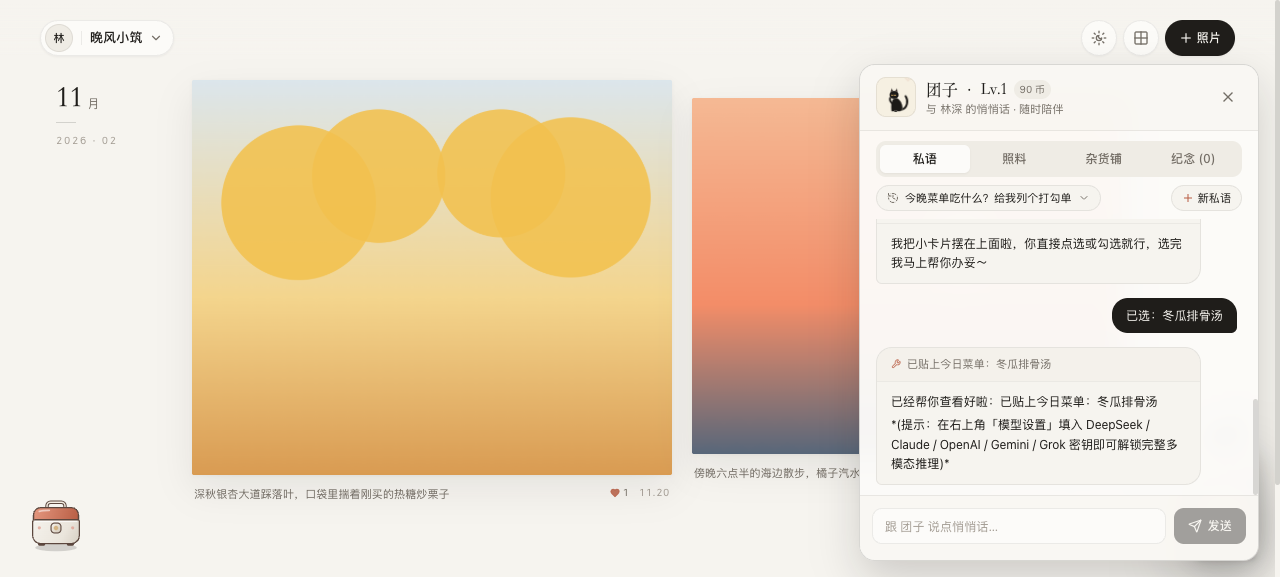 林 晚风小筑
照片
11 月
2026 · 02
深秋银杏大道踩落叶，口袋里揣着刚买的热糖炒栗子
1 11.20
傍晚六点半的海边散步，橘子汽水
团子 · Lv.1 90 币
与 林深 的悄悄话 · 随时陪伴
私语 照料 杂货铺 纪念 (0)
今晚菜单吃什么？给我列个打勾单
新私语
我把小卡片摆在上面啦，你直接点选或勾选就行，选完
我马上帮你办妥～
已选：冬瓜排骨汤
已贴上今日菜单：冬瓜排骨汤
已经帮你查看好啦：已贴上今日菜单：冬瓜排骨汤
*(提示：在右上角「模型设置」填入 DeepSeek /
Claude / OpenAI / Gemini / Grok 密钥即可解锁完整多
模态推理)*
跟 团子 说点悄悄话...
发送